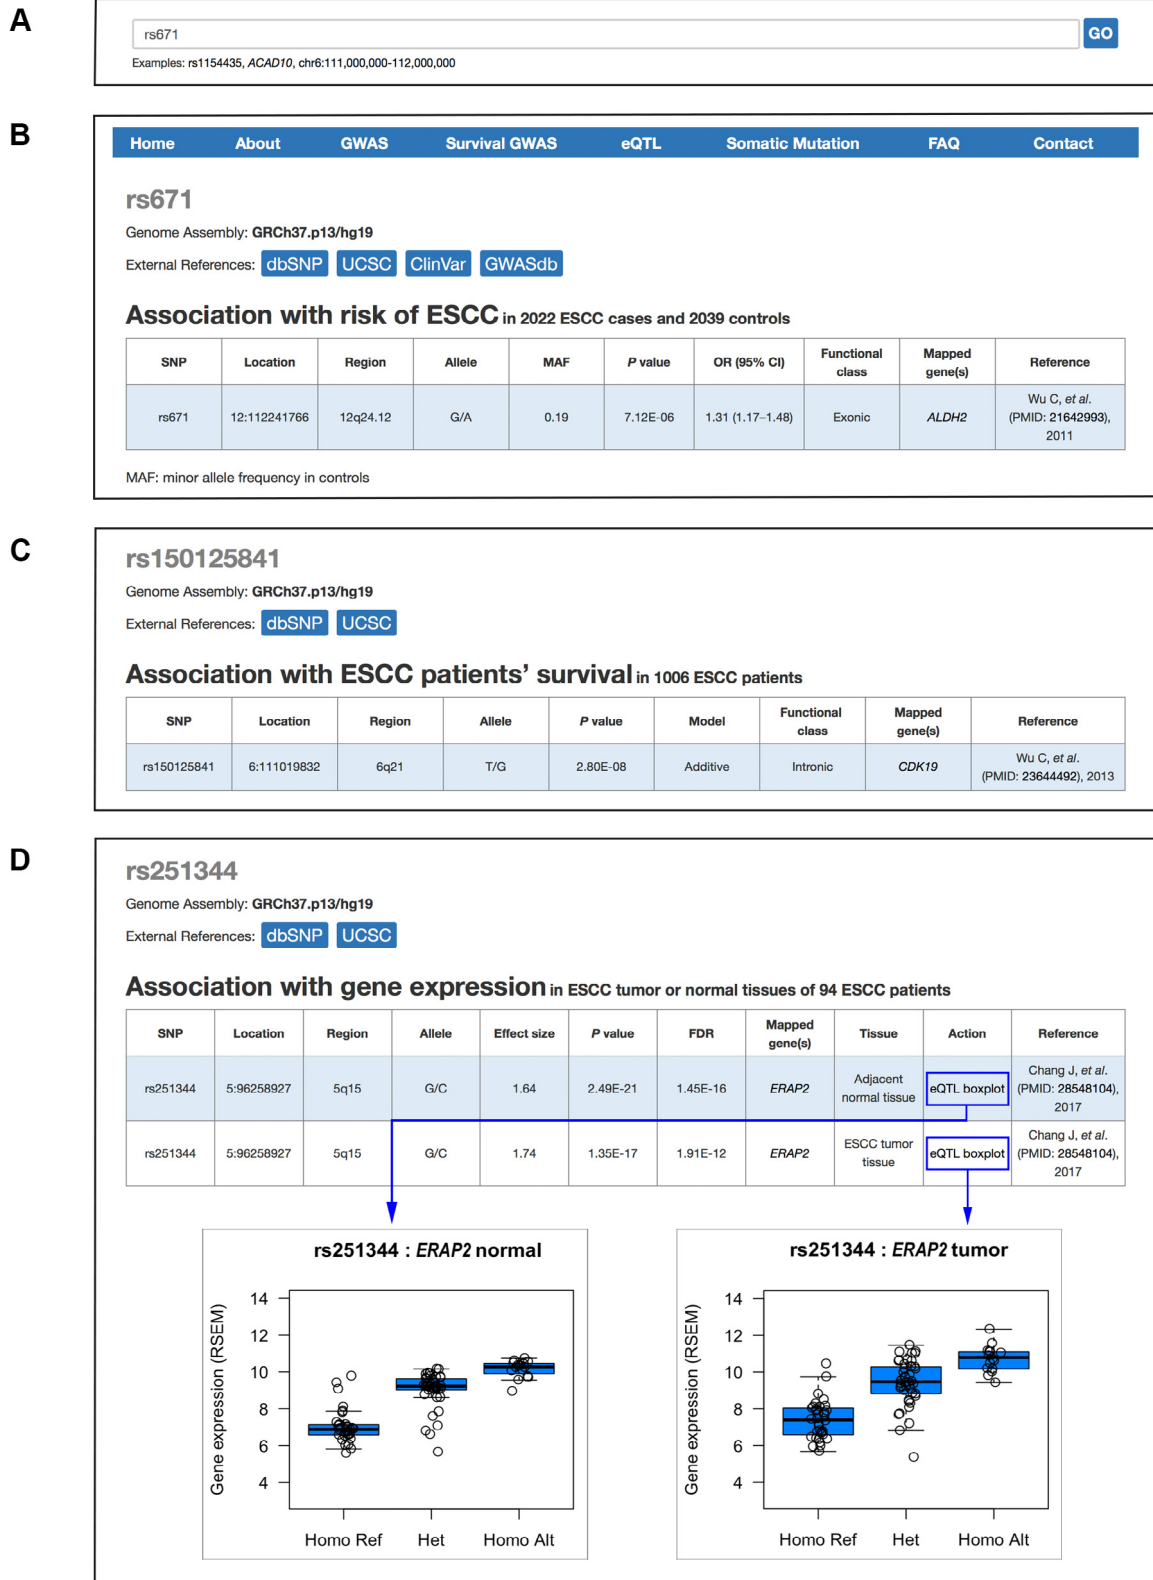 A
rs671
GO
Examples: rs1154435, ACAD10, chr6:111,000,000-112,000,000
B
Home About GWAS Survival GWAS eQTL Somatic Mutation FAQ Contact
rs671
Genome Assembly: GRCh37.p13/hg19
External References: dbSNP UCSC ClinVar GWASdb
Association with risk of ESCC in 2022 ESCC cases and 2039 controls
SNP Location Region Allele MAF P value OR (95% CI) Functional class Mapped gene(s) Reference
rs671 12:112241766 12q24.12 G/A 0.19 7.12E-06 1.31 (1.17–1.48) Exonic ALDH2 Wu C, et al. (PMID: 21642993), 2011
MAF: minor allele frequency in controls
C
rs150125841
Genome Assembly: GRCh37.p13/hg19
External References: dbSNP UCSC
Association with ESCC patients’ survival in 1006 ESCC patients
SNP Location Region Allele P value Model Functional class Mapped gene(s) Reference
rs150125841 6:111019832 6q21 T/G 2.80E-08 Additive Intronic CDK19 Wu C, et al. (PMID: 23644492), 2013
D
rs251344
Genome Assembly: GRCh37.p13/hg19
External References: dbSNP UCSC
Association with gene expression in ESCC tumor or normal tissues of 94 ESCC patients
SNP Location Region Allele Effect size P value FDR Mapped gene(s) Tissue Action Reference
rs251344 5:96258927 5q15 G/C 1.64 2.49E-21 1.45E-16 ERAP2 Adjacent normal tissue eQTL boxplot Chang J, et al. (PMID: 28548104), 2017
rs251344 5:96258927 5q15 G/C 1.74 1.35E-17 1.91E-12 ERAP2 ESCC tumor tissue eQTL boxplot Chang J, et al. (PMID: 28548104), 2017
rs251344 : ERAP2 normal
Gene expression (RSEM)
14
12
10
8
6
4
Homo Ref Het Homo Alt
rs251344 : ERAP2 tumor
Gene expression (RSEM)
14
12
10
8
6
4
Homo Ref Het Homo Alt